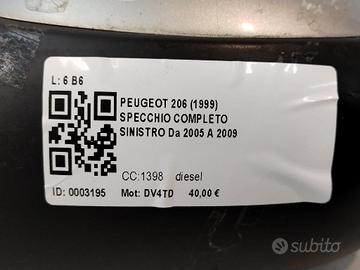 L: 6 B6
PEUGEOT 206 (1999)
SPECCHIO COMPLETO
SINISTRO Da 2005 A 2009
CC:1398 diesel
ID: 0003195 Mot: DV4TD 40,00 €
subito